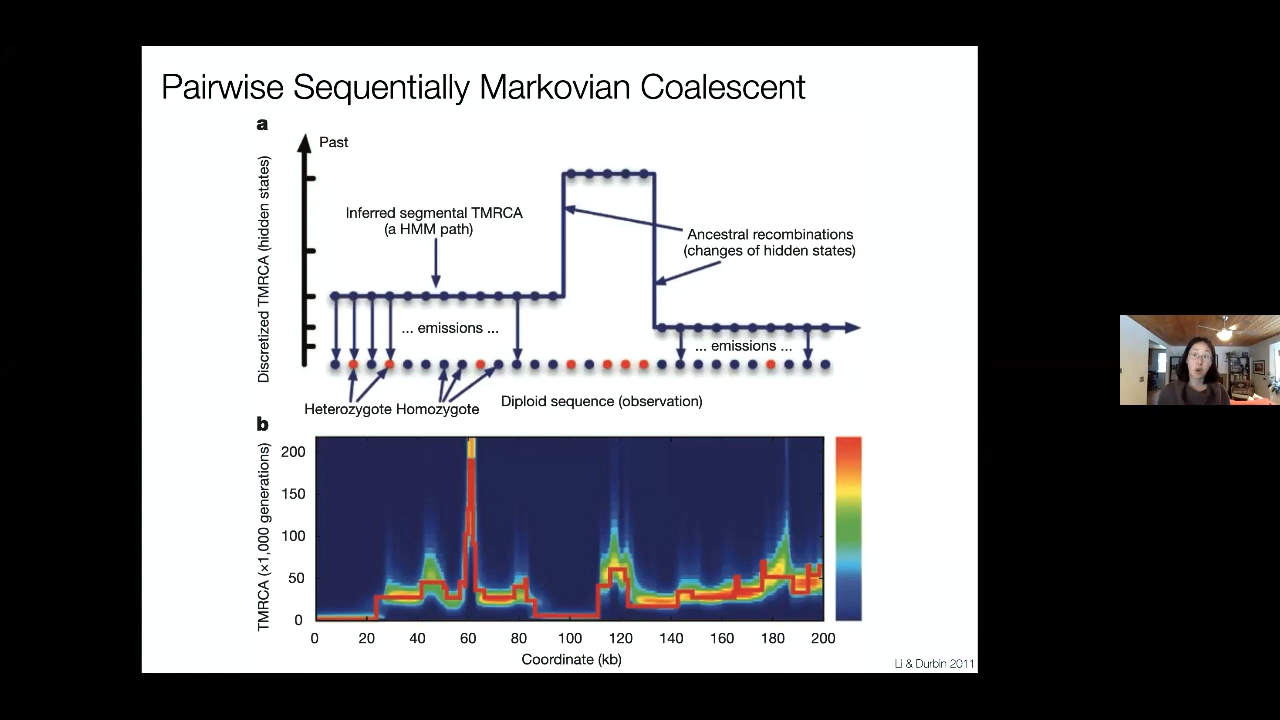 Pairwise Sequentially Markovian Coalescent
a
Past
Discretized TMRCA (hidden states)
Inferred segmental TMRCA
(a HMM path)
Ancestral recombinations
(changes of hidden states)
... emissions ...
... emissions ...
Heterozygote Homozygote
Diploid sequence (observation)
b
TMRCA (×1,000 generations)
200
150
100
50
0
0 20 40 60 80 100 120 140 160 180 200
Coordinate (kb)
Li & Durbin 2011